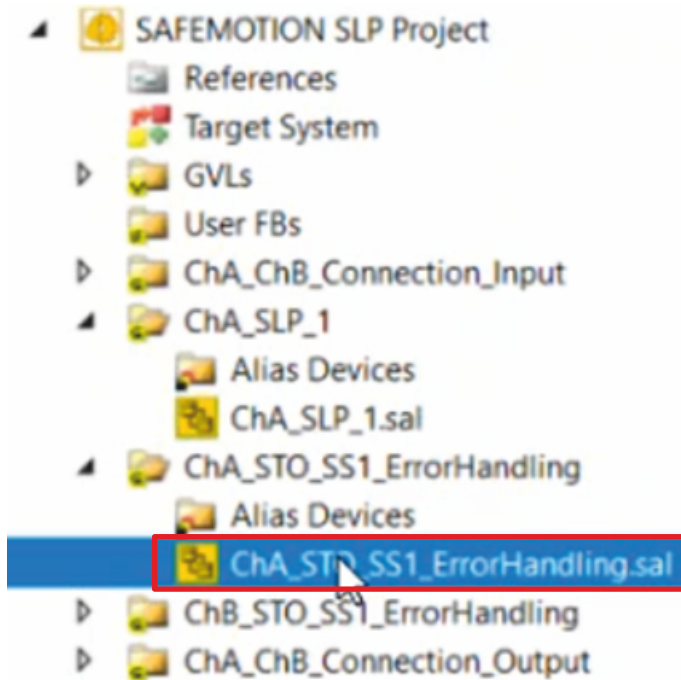 SAFEMOTION SLP Project
References
Target System
GVLs
User FBs
ChA_ChB_Connection_Input
ChA_SLP_1
Alias Devices
ChA_SLP_1.sal
ChA_STO_SS1_ErrorHandling
Alias Devices
ChA_STO_SS1_ErrorHandling.sal
ChB_STO_SS1_ErrorHandling
ChA_ChB_Connection_Output